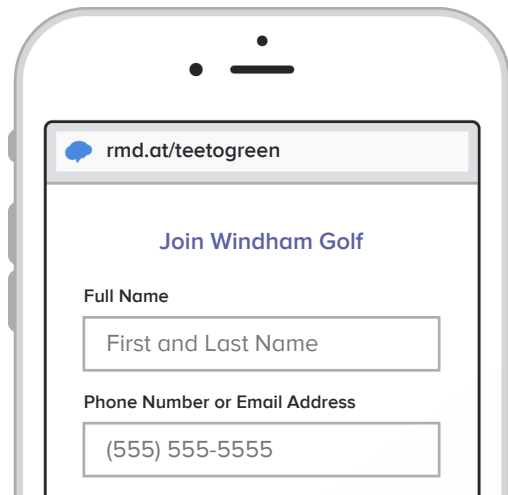 rmd.at/teetogreen
Join Windham Golf
Full Name
First and Last Name
Phone Number or Email Address
(555) 555-5555